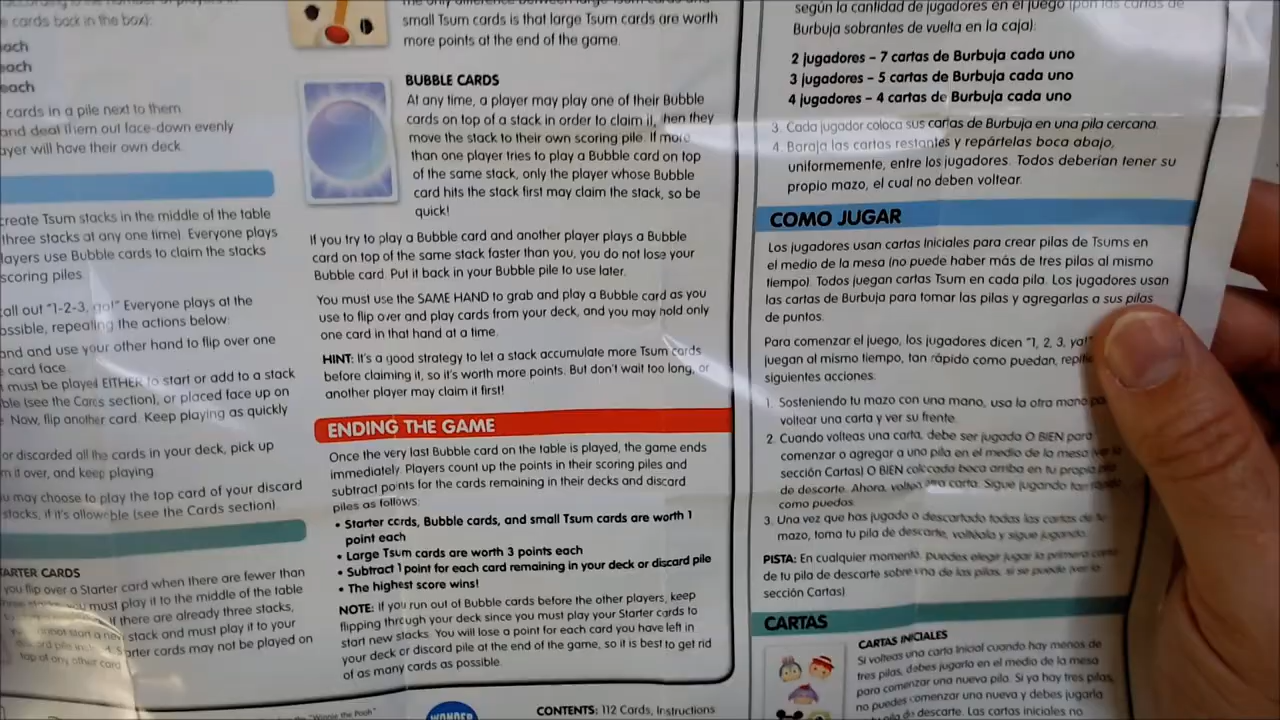 e cards back in the box):
each
each
each
cards in a pile next to them
and deal them out face-down evenly
ayer will have their own deck.
create Tsum stacks in the middle of the table
three stacks at any one time). Everyone plays
layers use Bubble cards to claim the stacks
scoring piles.
call out "1-2-3, go!" Everyone plays at the
ossible, repeating the actions below:
and and use your other hand to flip over one
card face.
must be played EITHER to start or add to a stack
ble (see the Cards section), or placed face up on
Now, flip another card. Keep playing as quickly
or discarded all the cards in your deck, pick up
m it over, and keep playing.
u may choose to play the top card of your discard
stacks, if it's allowable (see the Cards section).
TARTER CARDS
you flip over a Starter card when there are fewer than
you must play it to the middle of the table
If there are already three stacks,
stack and must play it to your
Starter cards may not be played on
top of any other card
small Tsum cards is that large Tsum cards are worth
more points at the end of the game.
BUBBLE CARDS
At any time, a player may play one of their Bubble
cards on top of a stack in order to claim it, hen they
move the stack to their own scoring pile. If more
than one player tries to play a Bubble card on top
of the same stack, only the player whose Bubble
card hits the stack first may claim the stack, so be
quick!
If you try to play a Bubble card and another player plays a Bubble
card on top of the same stack faster than you, you do not lose your
Bubble card. Put it back in your Bubble pile to use later.
You must use the SAME HAND to grab and play a Bubble card as you
use to flip over and play cards from your deck, and you may hold only
one card in that hand at a time.
HINT: It's a good strategy to let a stack accumulate more Tsum cards
before claiming it, so it's worth more points. But don't wait too long, or
another player may claim it first!
ENDING THE GAME
Once the very last Bubble card on the table is played, the game ends
immediately. Players count up the points in their scoring piles and
subtract points for the cards remaining in their decks and discard
piles as follows:
• Starter cards, Bubble cards, and small Tsum cards are worth 1
point each
• Large Tsum cards are worth 3 points each
• Subtract 1 point for each card remaining in your deck or discard pile
• The highest score wins!
NOTE: If you run out of Bubble cards before the other players, keep
flipping through your deck since you must play your Starter cards to
start new stacks. You will lose a point for each card you have left in
your deck or discard pile at the end of the game, so it is best to get rid
of as many cards as possible.
"Winnie the Pooh"
WONDER
CONTENTS: 112 Cards, Instructions
según la cantidad de jugadores en el juego (pon las cartas de
Burbuja sobrantes de vuelta en la caja):
2 jugadores – 7 cartas de Burbuja cada uno
3 jugadores – 5 cartas de Burbuja cada uno
4 jugadores – 4 cartas de Burbuja cada uno
3. Cada jugador coloca sus cartas de Burbuja en una pila cercana.
4. Baraja las cartas restantes y repártelas boca abajo,
uniformemente, entre los jugadores. Todos deberían tener su
propio mazo, el cual no deben voltear.
COMO JUGAR
Los jugadores usan cartas Iniciales para crear pilas de Tsums en
el medio de la mesa (no puede haber más de tres pilas al mismo
tiempo). Todos juegan cartas Tsum en cada pila. Los jugadores usan
las cartas de Burbuja para tomar las pilas y agregarlas a sus pilas
de puntos.
Para comenzar el juego, los jugadores dicen "1, 2, 3, ya!"
juegan al mismo tiempo, tan rápido como puedan,
siguientes acciones.
1. Sosteniendo tu mazo con una mano, usa la otra mano
voltear una carta y ver su frente.
2. Cuando volteas una carta, debe ser jugada O BIEN para
comenzar o agregar a una pila en el medio de la mesa (ver la
sección Cartas) O BIEN colocada boca arriba en tu propia pila
de descarte. Ahora, voltea otra carta. Sigue jugando tan rápido
como puedas.
3. Una vez que has jugado o descartado todas las cartas de tu
mazo, toma tu pila de descarte, voltéala y sigue jugando.
PISTA: En cualquier momento, puedes elegir jugar la primera carta
de tu pila de descarte sobre una de las pilas, si se puede (ver la
sección Cartas)
CARTAS
CARTAS INICIALES
Si volteas una carta Inicial cuando hay menos de
tres pilas, debes jugarla en el medio de la mesa
para comenzar una nueva pila. Si ya hay tres pilas,
no puedes comenzar una nueva y debes jugarla
de descarte. Las cartas iniciales no